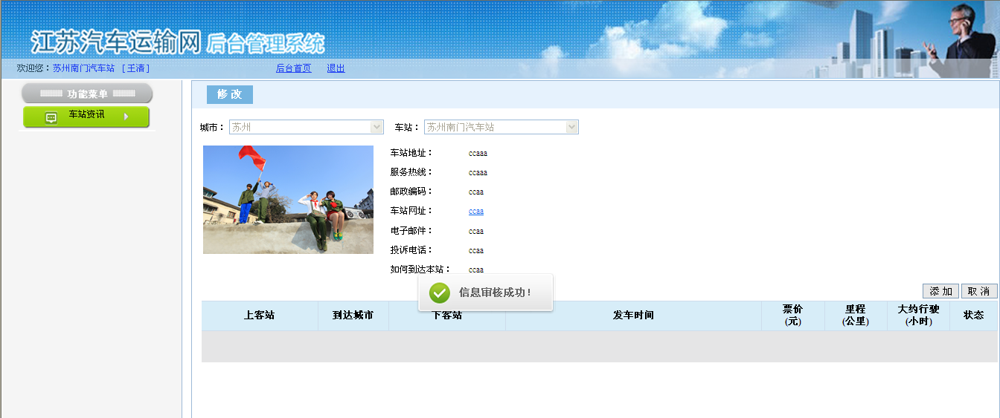 江苏汽车运输网 后台管理系统
欢迎您：苏州南门汽车站 [王清] 后台首页 退出
功能菜单
车站资讯
修 改
城市： 苏州 车站： 苏州南门汽车站
车站地址： ccaaa
服务热线： ccaaa
邮政编码： ccaa
车站网址： ccaa
电子邮件： ccaa
投诉电话： ccaa
如何到达本站： ccaa
信息审核成功！
添 加 取 消
上客站 到达城市 下客站 发车时间 票价 里程 大约行驶 状态
(元) (公里) (小时)